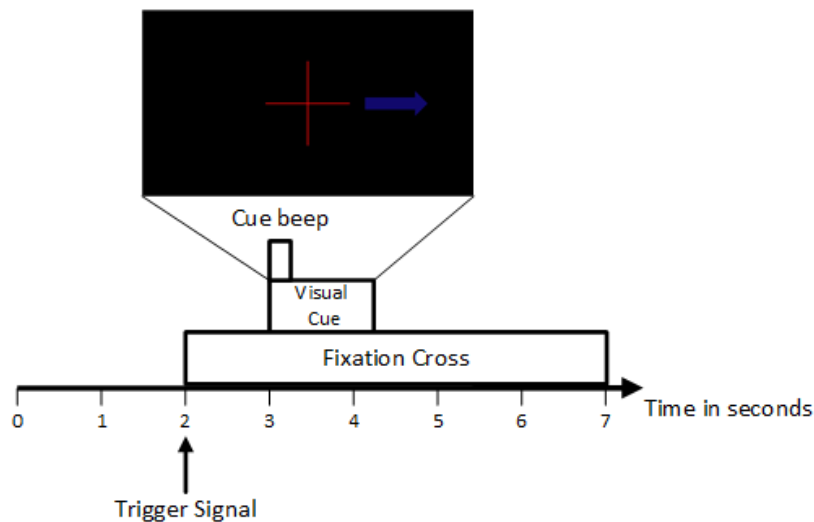 Cue beep
Visual
Cue
Fixation Cross
Time in seconds
0 1 2 3 4 5 6 7
Trigger Signal